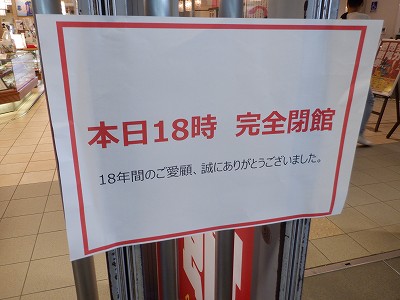 本日18時 完全閉館
18年間のご愛顧、誠にありがとうございました。